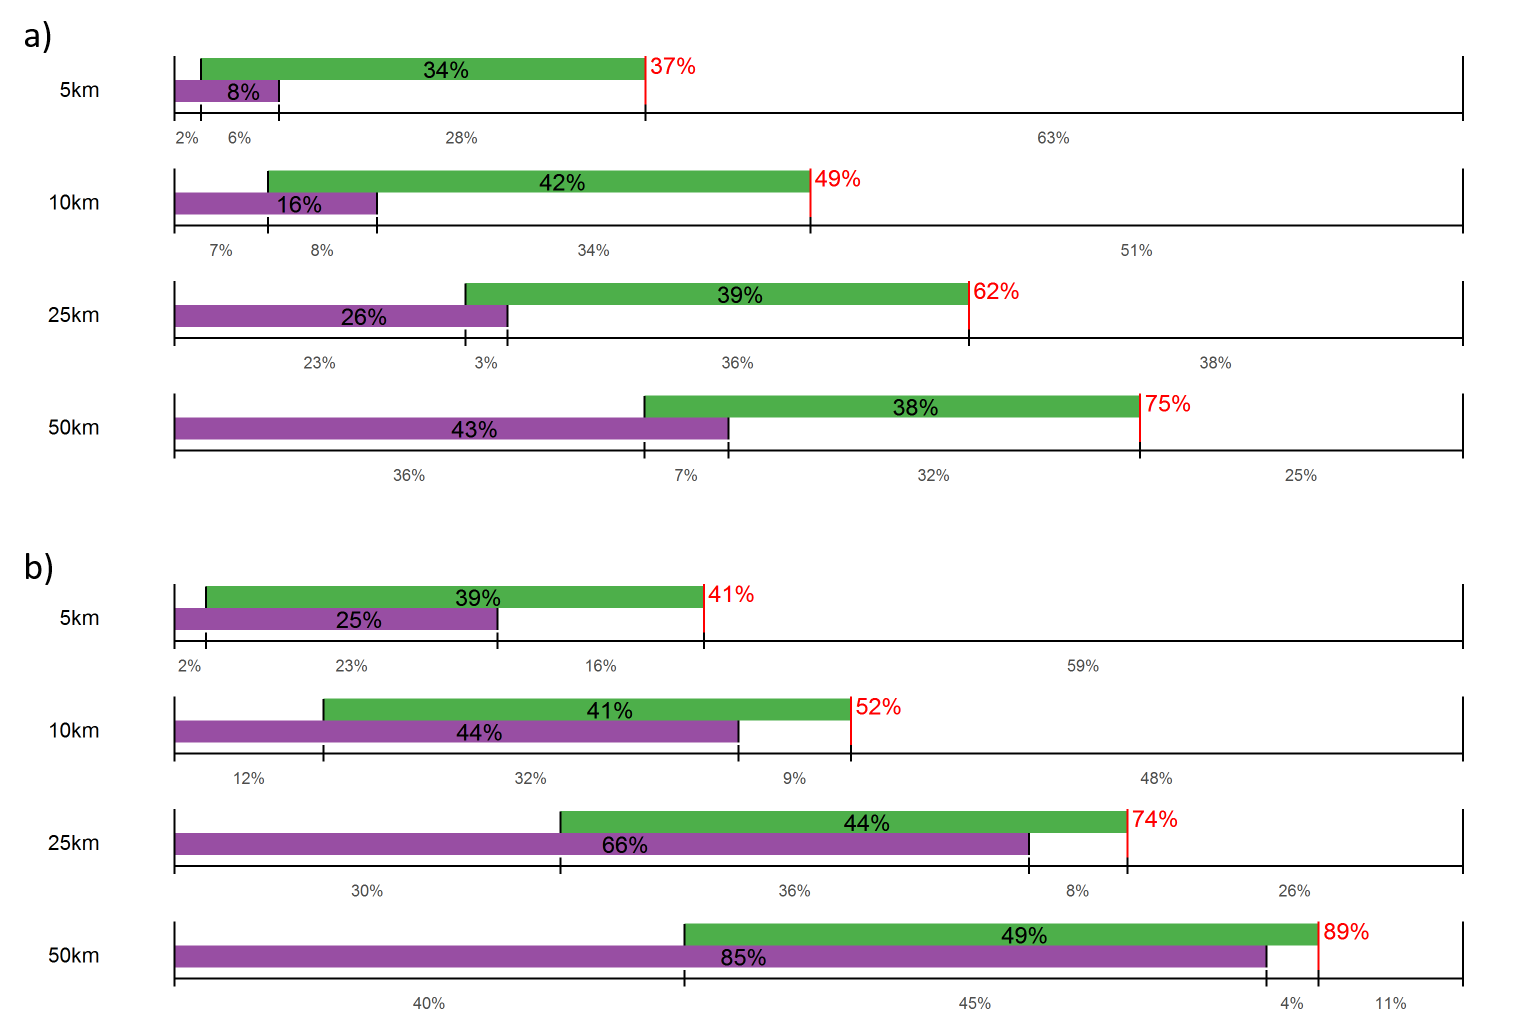 a)
34% 37%
5km 8%
2% 6% 28% 63%
42% 49%
10km 16%
7% 8% 34% 51%
39% 62%
25km 26%
23% 3% 36% 38%
38% 75%
50km 43%
36% 7% 32% 25%
b)
39% 41%
5km 25%
2% 23% 16% 59%
41% 52%
10km 44%
12% 32% 9% 48%
44% 74%
25km 66%
30% 36% 8% 26%
49% 89%
50km 85%
40% 45% 4% 11%